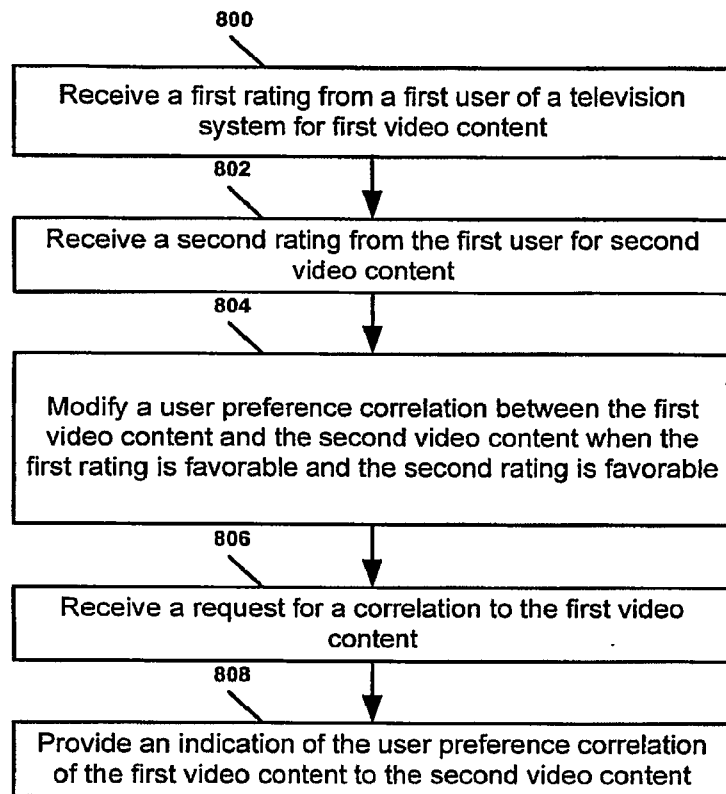 800
Receive a first rating from a first user of a television
system for first video content
802
Receive a second rating from the first user for second
video content
804
Modify a user preference correlation between the first
video content and the second video content when the
first rating is favorable and the second rating is favorable
806
Receive a request for a correlation to the first video
content
808
Provide an indication of the user preference correlation
of the first video content to the second video content